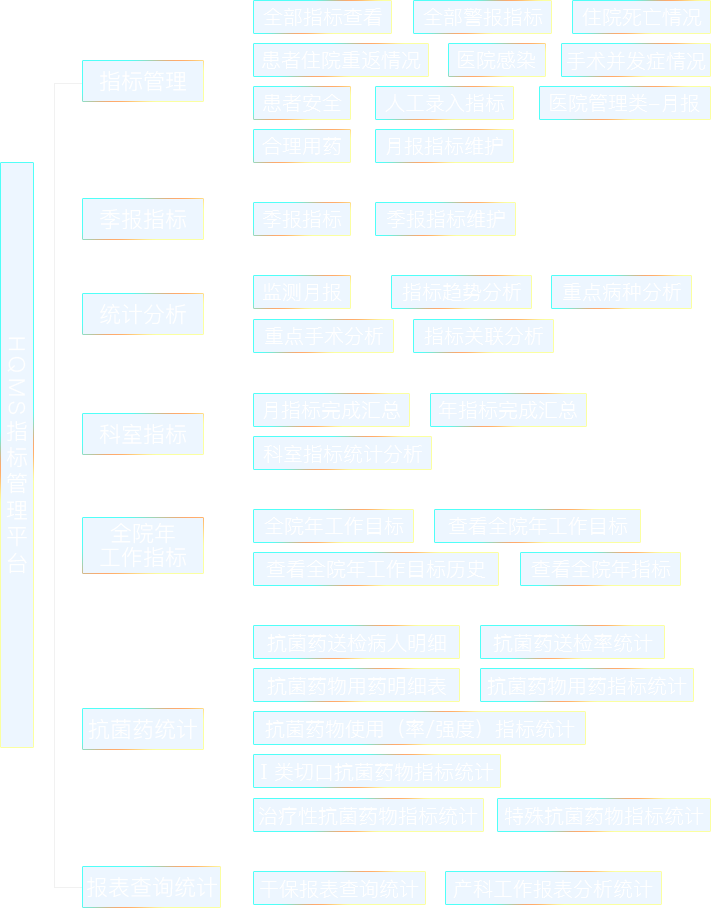 HQMS指标管理平台
指标管理
全部指标查看
全部警报指标
住院死亡情况
患者住院重返情况
医院感染
手术并发症情况
患者安全
人工录入指标
医院管理类-月报
合理用药
月报指标维护
季报指标
季报指标
季报指标维护
统计分析
监测月报
指标趋势分析
重点病种分析
重点手术分析
指标关联分析
科室指标
月指标完成汇总
年指标完成汇总
科室指标统计分析
全院年
工作指标
全院年工作目标
查看全院年工作目标
查看全院年工作目标历史
查看全院年指标
抗菌药统计
抗菌药送检病人明细
抗菌药送检率统计
抗菌药物用药明细表
抗菌药物用药指标统计
抗菌药物使用（率/强度）指标统计
I类切口抗菌药物指标统计
治疗性抗菌药物指标统计
特殊抗菌药物指标统计
报表查询统计
干保报表查询统计
产科工作报表分析统计